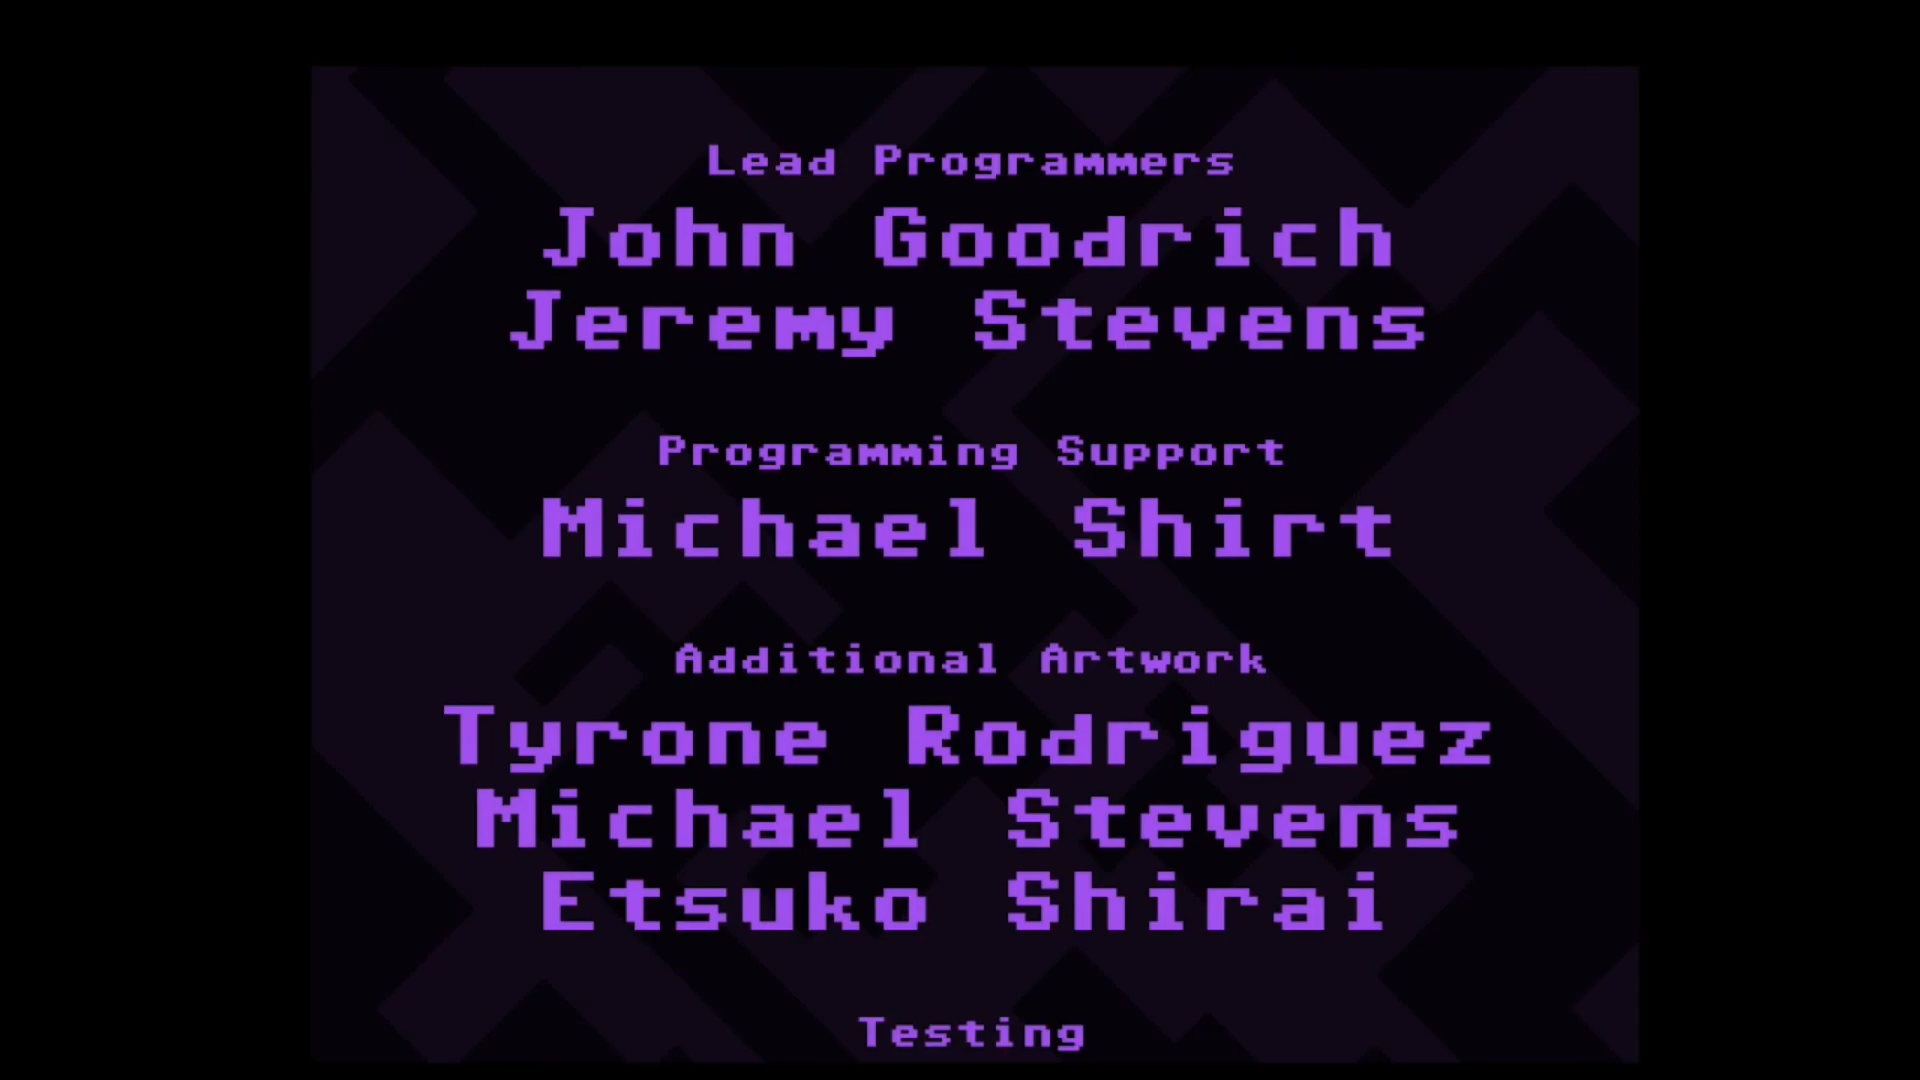 Lead Programmers
John Goodrich
Jeremy Stevens
Programming Support
Michael Shirt
Additional Artwork
Tyrone Rodriguez
Michael Stevens
Etsuko Shirai
Testing